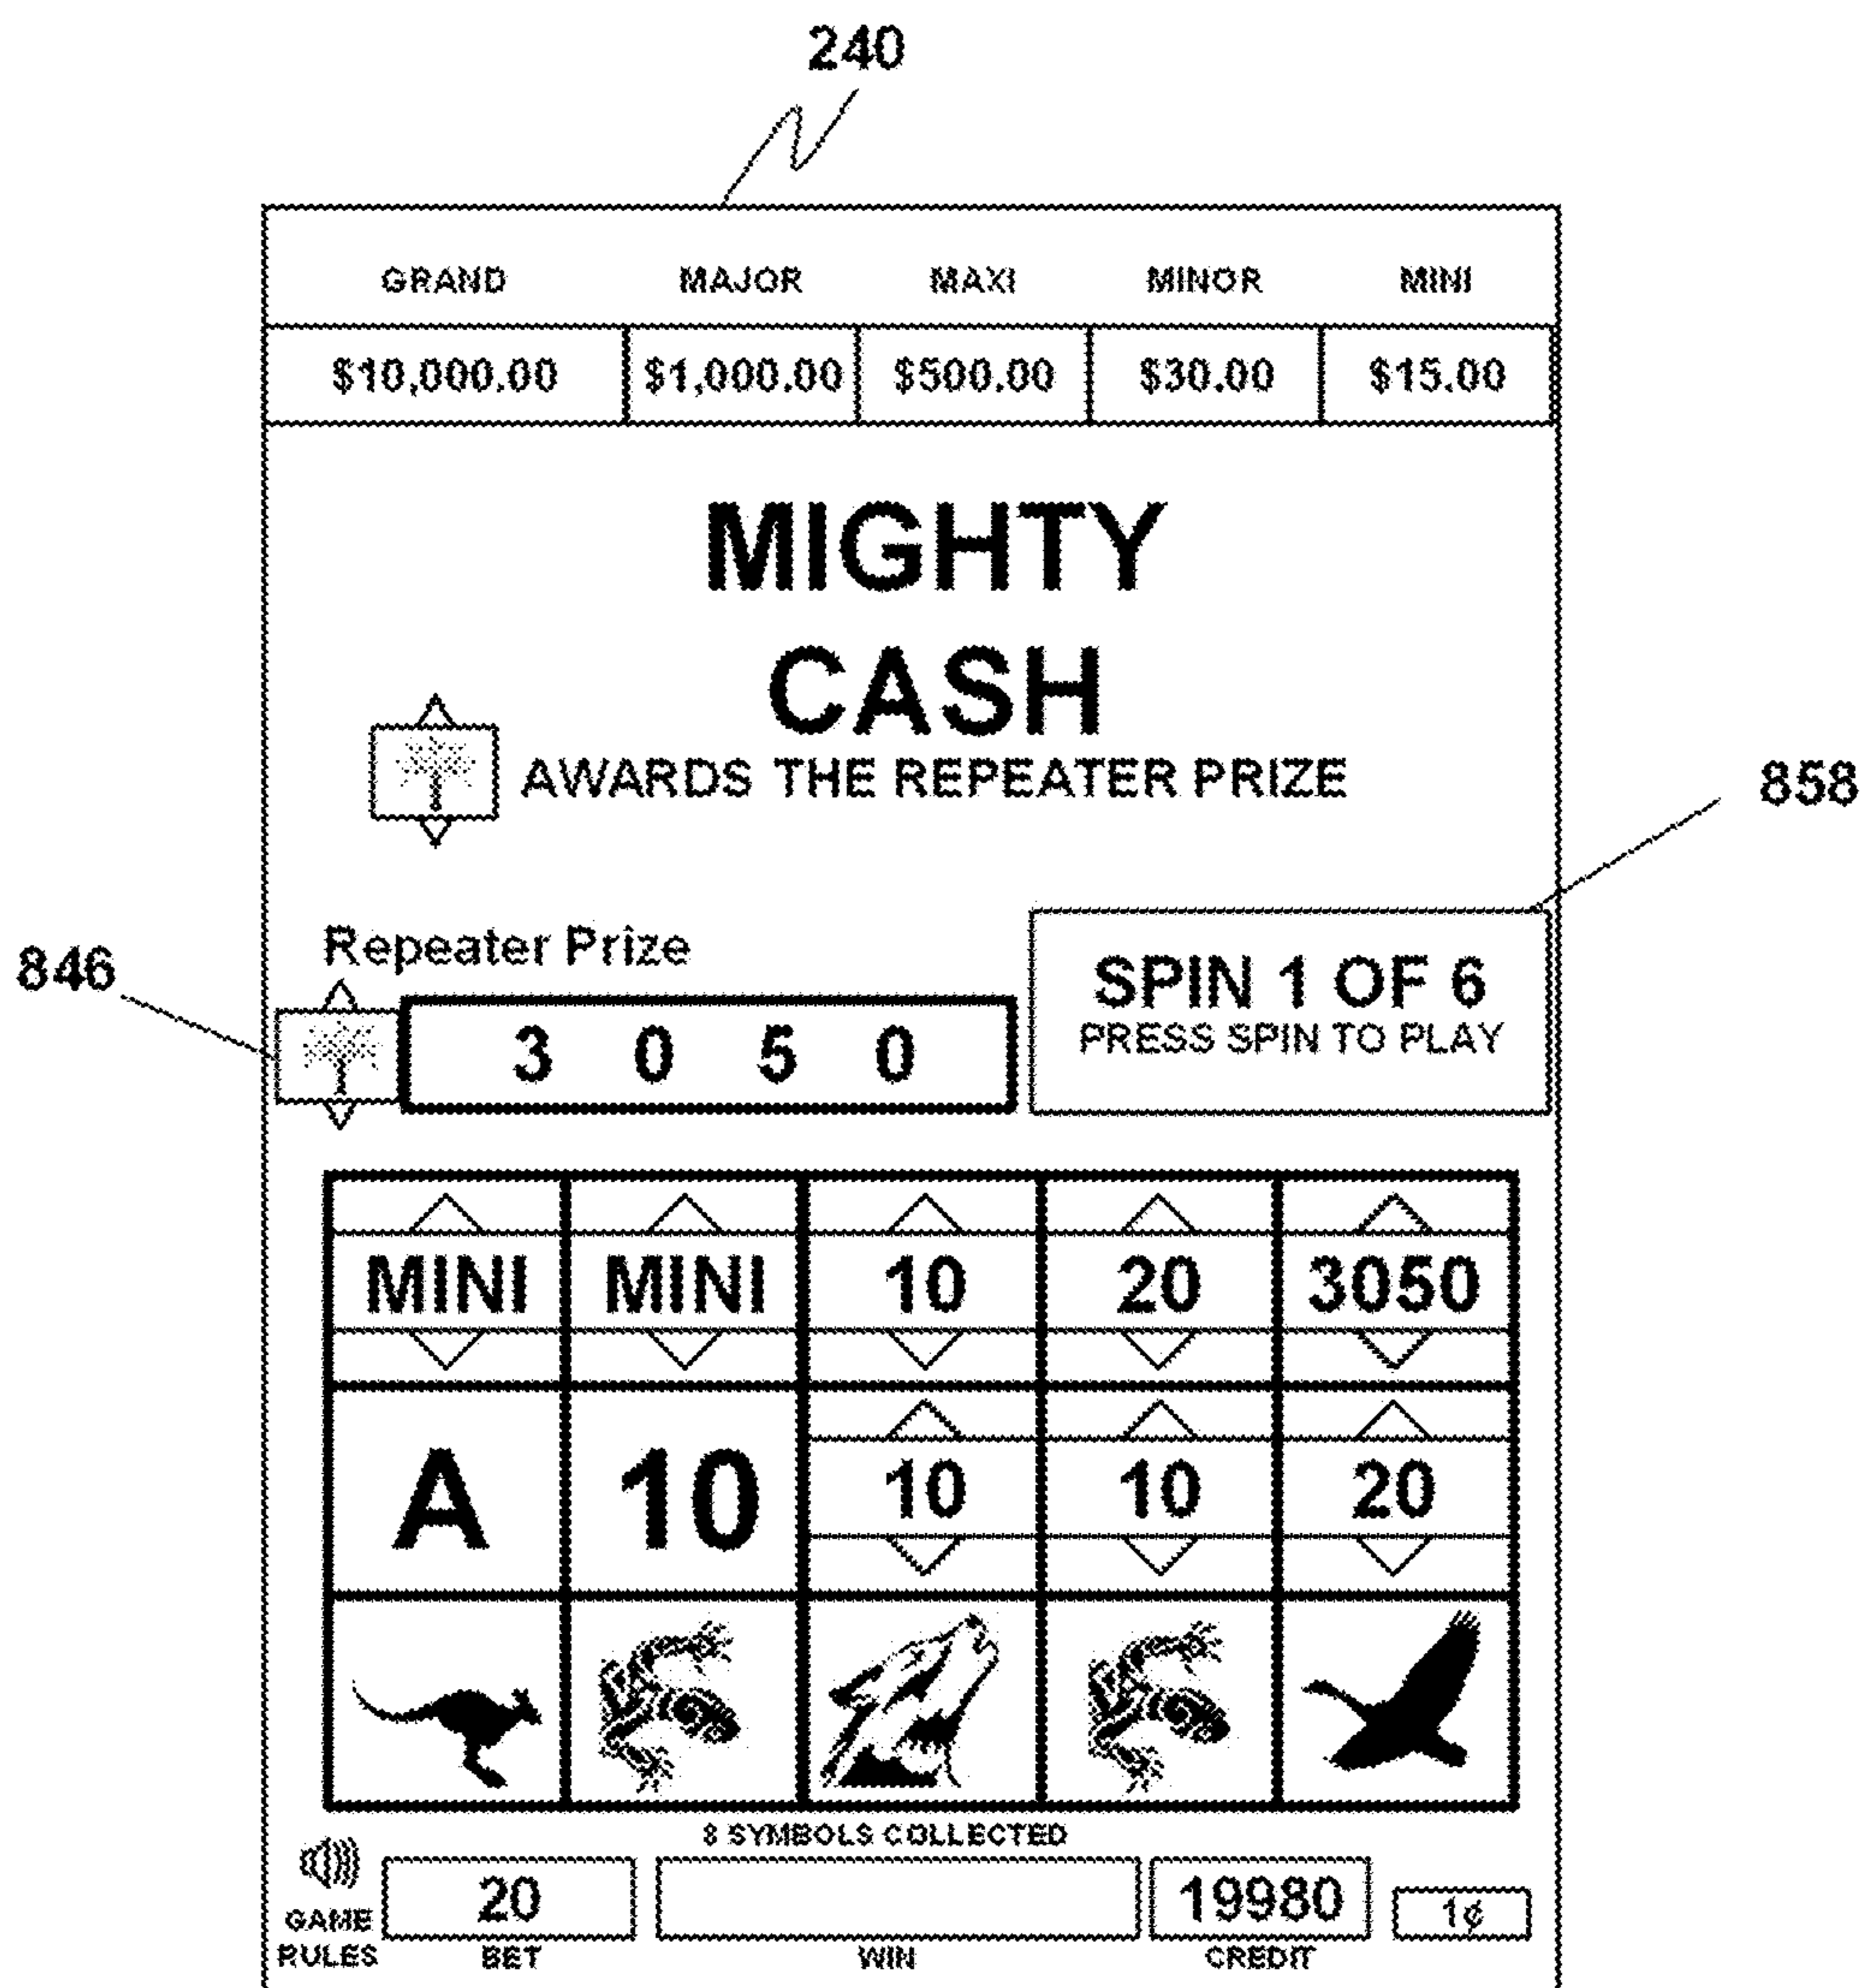 240
GRAND MAJOR MAXI MINOR MINI
$10,000.00 $1,000.00 $500.00 $30.00 $15.00
MIGHTY
CASH
AWARDS THE REPEATER PRIZE
858
Repeater Prize
846
3 0 5 0
SPIN 1 OF 6
PRESS SPIN TO PLAY
MINI MINI 10 20 3050
A 10 10 10 20
8 SYMBOLS COLLECTED
20 19980 1¢
GAME
RULES BET WIN CREDIT